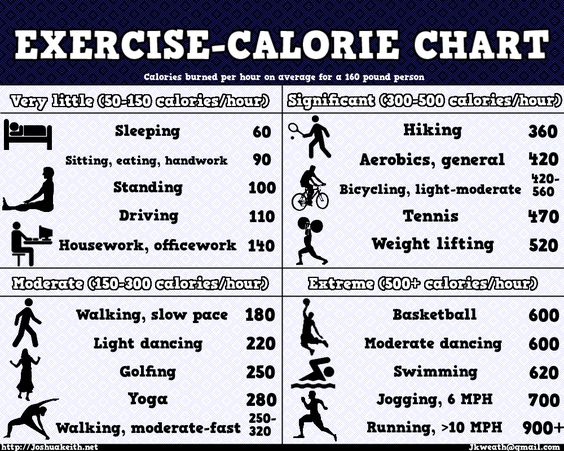 EXERCISE-CALORIE CHART
Calories burned per hour on average for a 160 pound person
Very little (50-150 calories/hour)
Sleeping 60
Sitting, eating, handwork 90
Standing 100
Driving 110
Housework, officework 140
Significant (300-500 calories/hour)
Hiking 360
Aerobics, general 420
Bicycling, light-moderate 420-
560
Tennis 470
Weight lifting 520
Moderate (150-300 calories/hour)
Walking, slow pace 180
Light dancing 220
Golfing 250
Yoga 280
Walking, moderate-fast 250-
320
Extreme (500+ calories/hour)
Basketball 600
Moderate dancing 600
Swimming 620
Jogging, 6 MPH 700
Running, >10 MPH 900+
http://Joshuakeith.net
Jkweath@gmail.com